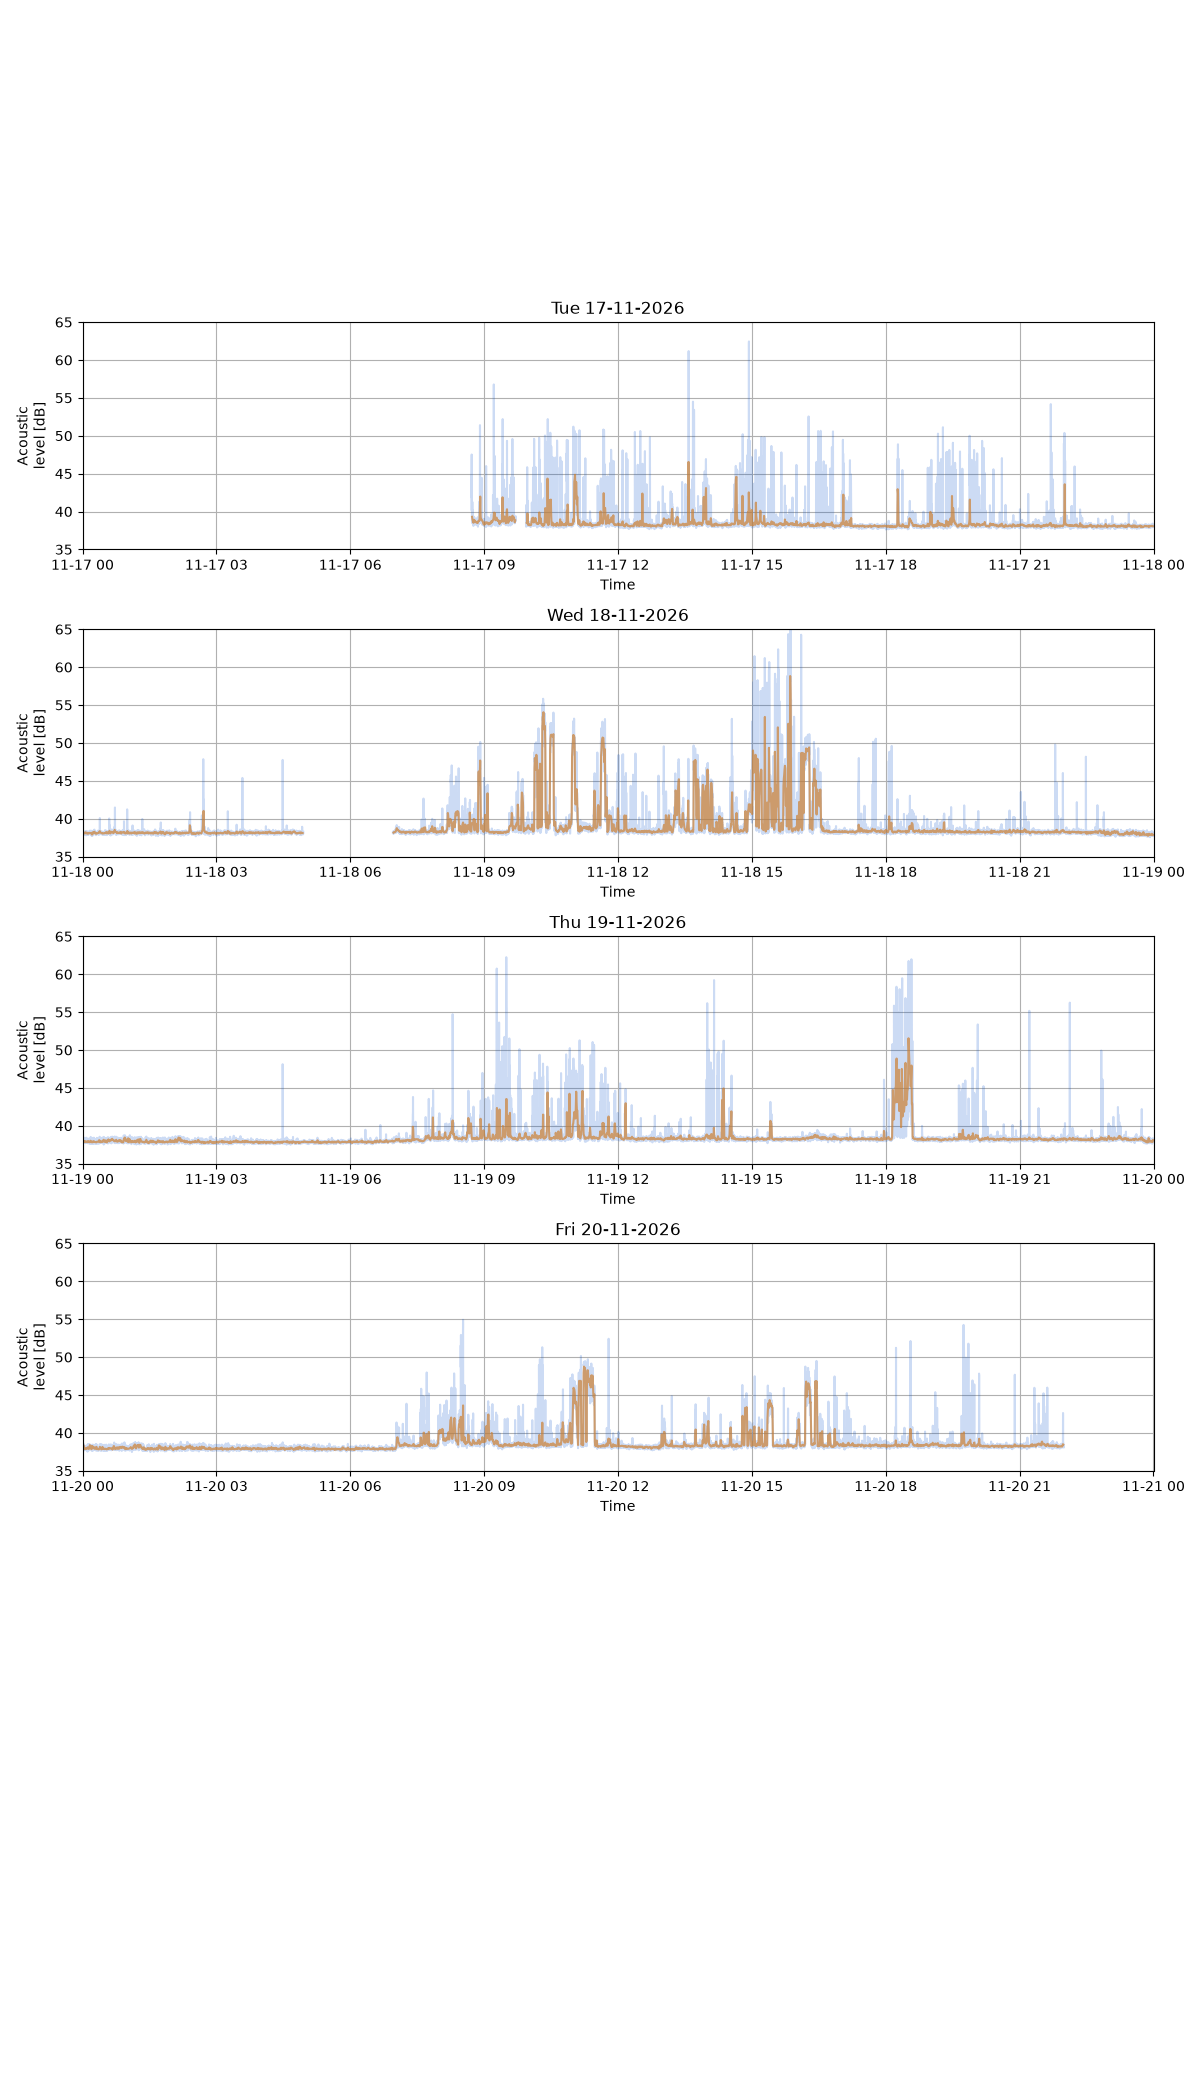 Tue 17-11-2026
65
60
55
50
45
40
35
Acoustic
level [dB]
11-17 00 11-17 03 11-17 06 11-17 09 11-17 12 11-17 15 11-17 18 11-17 21 11-18 00
Time
Wed 18-11-2026
65
60
55
50
45
40
35
Acoustic
level [dB]
11-18 00 11-18 03 11-18 06 11-18 09 11-18 12 11-18 15 11-18 18 11-18 21 11-19 00
Time
Thu 19-11-2026
65
60
55
50
45
40
35
Acoustic
level [dB]
11-19 00 11-19 03 11-19 06 11-19 09 11-19 12 11-19 15 11-19 18 11-19 21 11-20 00
Time
Fri 20-11-2026
65
60
55
50
45
40
35
Acoustic
level [dB]
11-20 00 11-20 03 11-20 06 11-20 09 11-20 12 11-20 15 11-20 18 11-20 21 11-21 00
Time